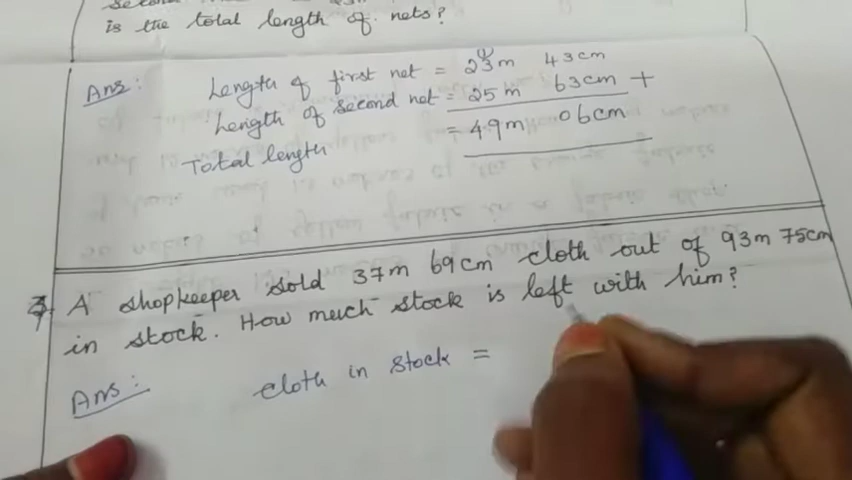 is the total length of nets?
Ans: Length of first net = 23m 43cm
(1)
Length of second net = 25m 63cm +
Total length = 49m 06cm
3. A shopkeeper sold 37m 69cm cloth out of 93m 75cm
in stock. How much stock is left with him?
Ans: cloth in stock =